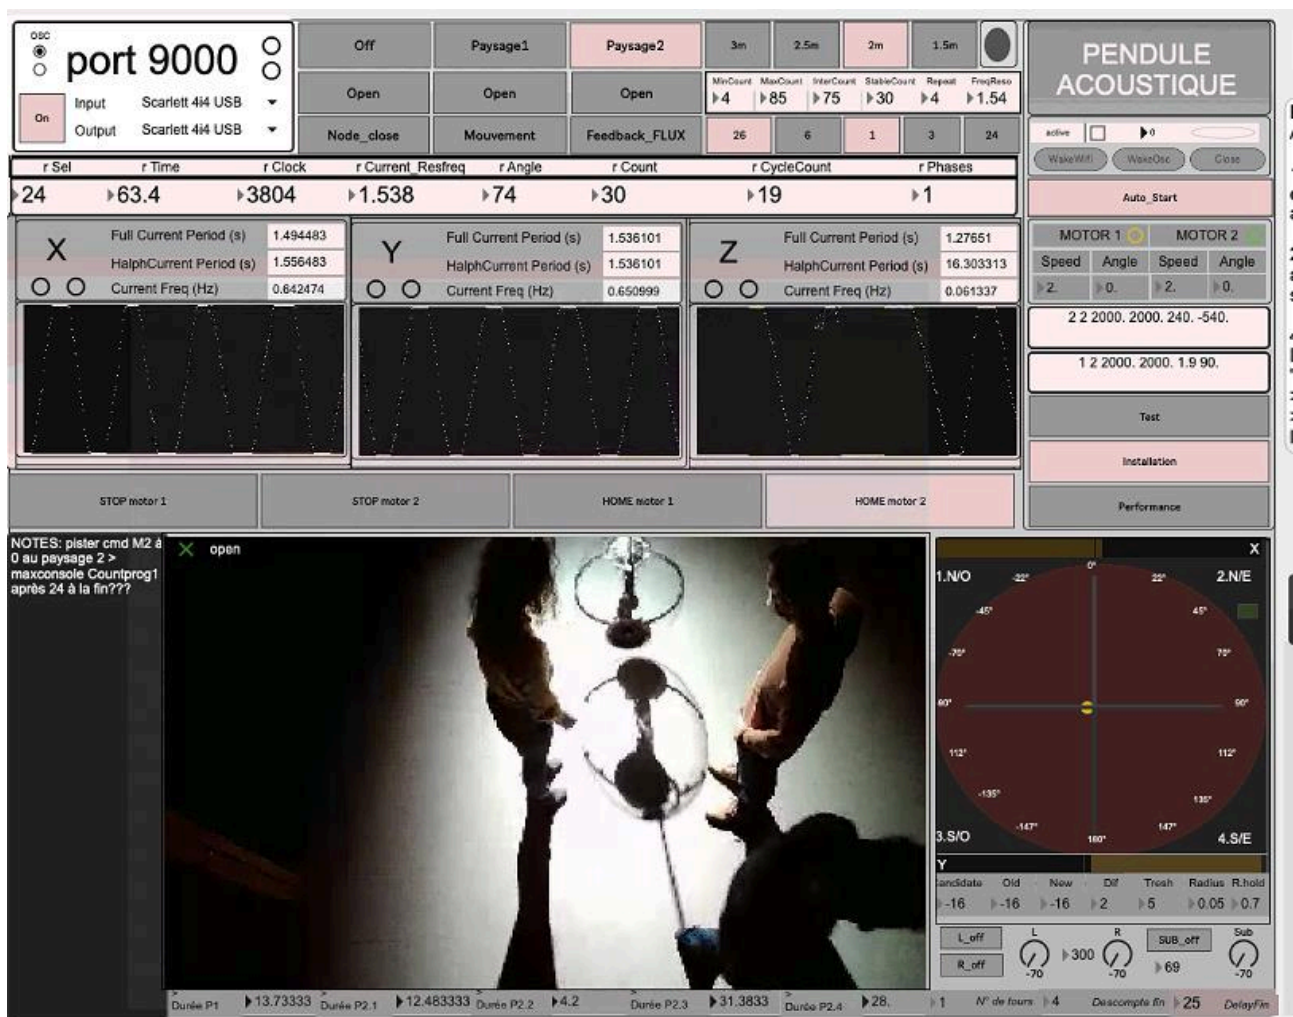 OSC
port 9000
Input Scarlett 4i4 USB
On
Output Scarlett 4i4 USB
Off Paysage1 Paysage2
Open Open Open
Node_close Mouvement Feedback_FLUX
3m 2.5m 2m 1.5m
MinCount MaxCount InterCount StableCount Repeat FreqReso
4 85 75 30 4 1.54
26 6 1 3 24
PENDULE
ACOUSTIQUE
active 0
WakeWifi WakeOsc Close
Auto_Start
r Sel r Time r Clock r Current_Resfreq r Angle r Count r CycleCount r Phases
24 63.4 3804 1.538 74 30 19 1
X
Full Current Period (s) 1.494483
HalphCurrent Period (s) 1.556483
Current Freq (Hz) 0.642474
Y
Full Current Period (s) 1.536101
HalphCurrent Period (s) 1.536101
Current Freq (Hz) 0.650999
Z
Full Current Period (s) 1.27651
HalphCurrent Period (s) 16.303313
Current Freq (Hz) 0.061337
MOTOR 1 MOTOR 2
Speed Angle Speed Angle
2. 0. 2. 0.
2 2 2000. 2000. 240. -540.
1 2 2000. 2000. 1.9 90.
Test
Installation
Performance
STOP motor 1 STOP motor 2 HOME motor 1 HOME motor 2
NOTES: pister cmd M2 à
0 au paysage 2 >
maxconsole Countprog1
après 24 à la fin???
open
X
1.N/O -22° 0° 22° 2.N/E
-45° 45°
-70° 70°
90° 90°
112° 112°
-135° 135°
-147° 180° 147°
3.S/O 4.S/E
Y
Old New Dif Tresh Radius R.hold
-16 -16 -16 2 5 0.05 0.7
L_off L R SUB_off Sub
R_off -70 300 -70 69 -70
Durée P1 13.73333 Durée P2.1 12.483333 Durée P2.2 4.2 Durée P2.3 31.3833 Durée P2.4 28. 1 N° de tours 4 Descompte fin 25 DelayFin